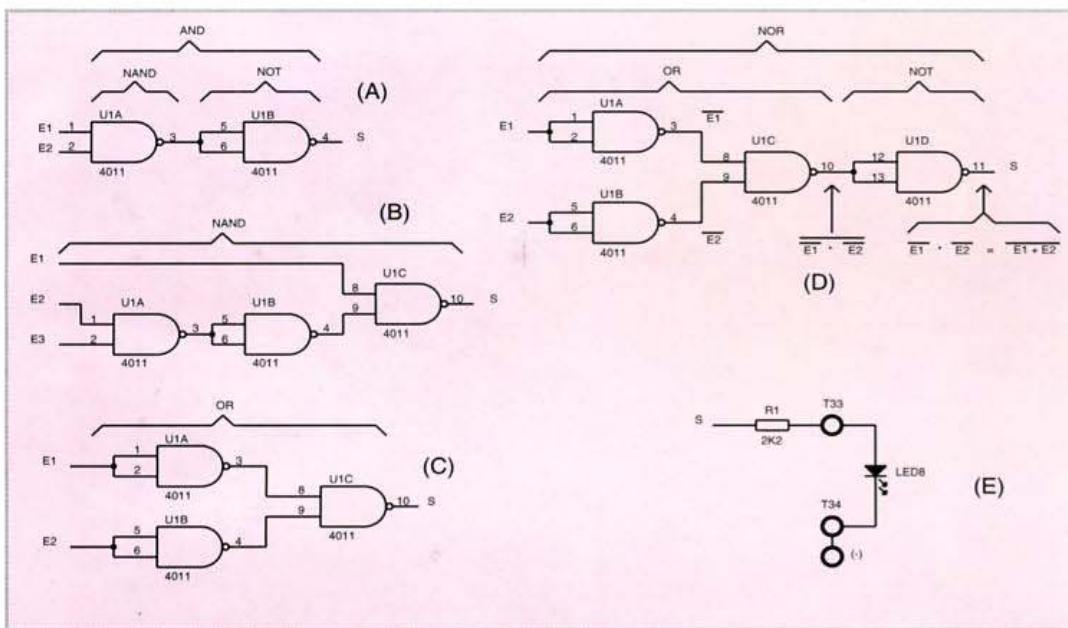 AND
NAND NOT
(A)
U1A U1B
E1 1
E2 2
3 5 6 4 S
4011 4011
(B)
NAND
E1
U1C
8
9
10 S
4011
E2
U1A U1B
1
E3 2
3 5 6 4
4011 4011
OR
(C)
U1A
E1 1
2
3
4011
U1C
8
9
10 S
4011
U1B
E2 5
6
4
4011
NOR
OR NOT
U1A
E1 1
2
3
E1
4011
U1C
8
9
10
4011
U1D
12
13
11 S
4011
U1B
E2 5
6
4
E2
4011
E1 · E2
E1 · E2 = E1 + E2
(D)
S R1 T33
2K2
LED8
(E)
T34
(-)